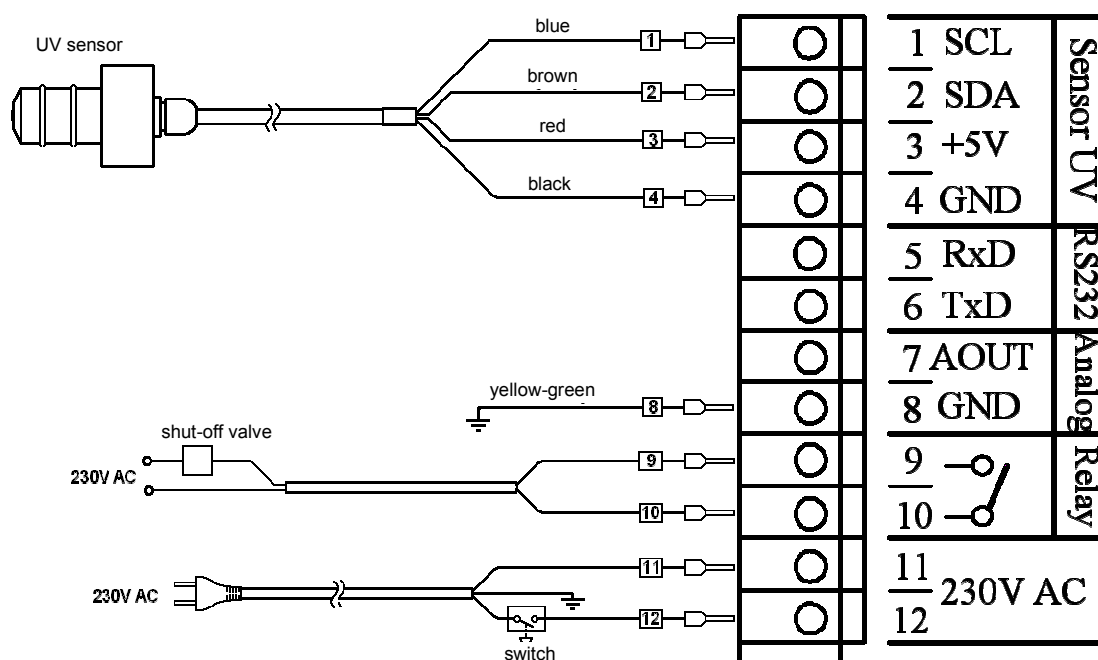 UV sensor
blue
1
brown
2
red
3
black
4
yellow-green
8
shut-off valve
230V AC
9
10
230V AC
11
12
switch
1 SCL
2 SDA
3 +5V
4 GND
Sensor UV
5 RxD
6 TxD
RS232
7 AOUT
8 GND
Analog
9
10
Relay
11
12
230V AC